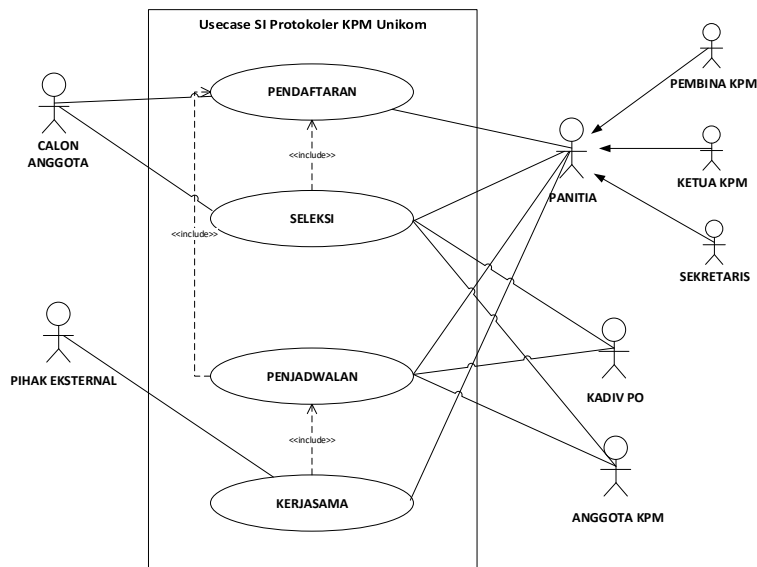 Usecase SI Protokoler KPM Unikom
PENDAFTARAN
PEMBINA KPM
CALON
ANGGOTA
<<include>>
KETUA KPM
PANITIA
SELEKSI
<<include>>
SEKRETARIS
PIHAK EKSTERNAL
PENJADWALAN
KADIV PO
<<include>>
KERJASAMA
ANGGOTA KPM